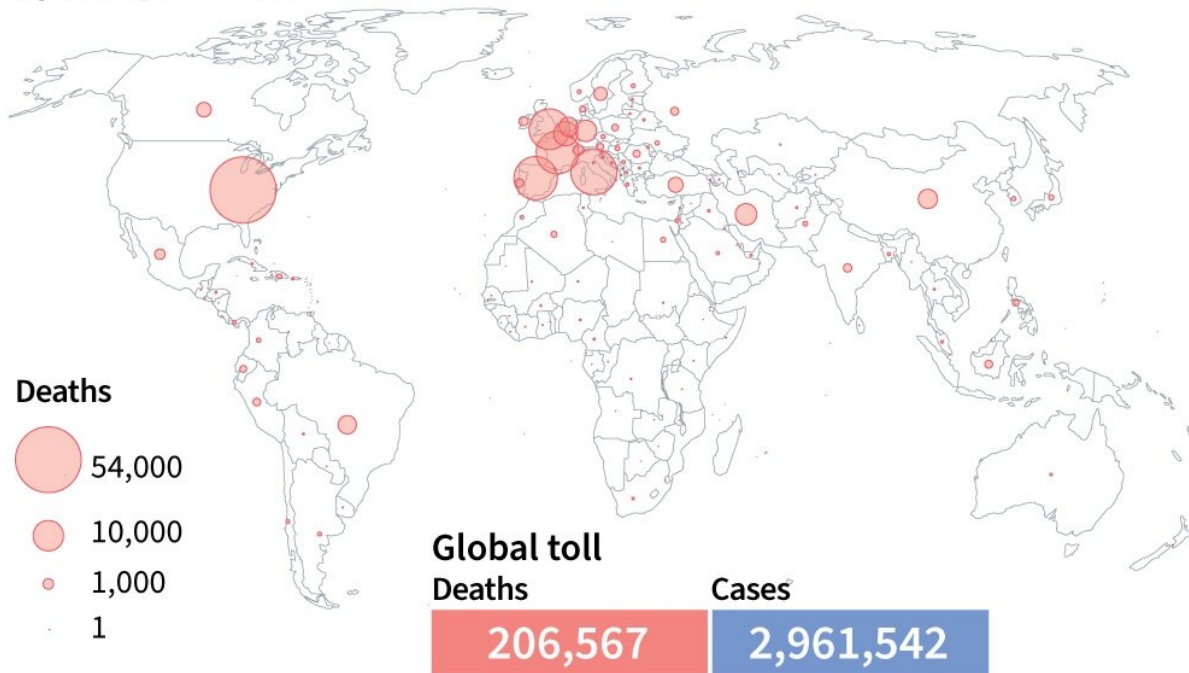 Deaths
54,000
10,000
1,000
1
Global toll
Deaths Cases
206,567 2,961,542